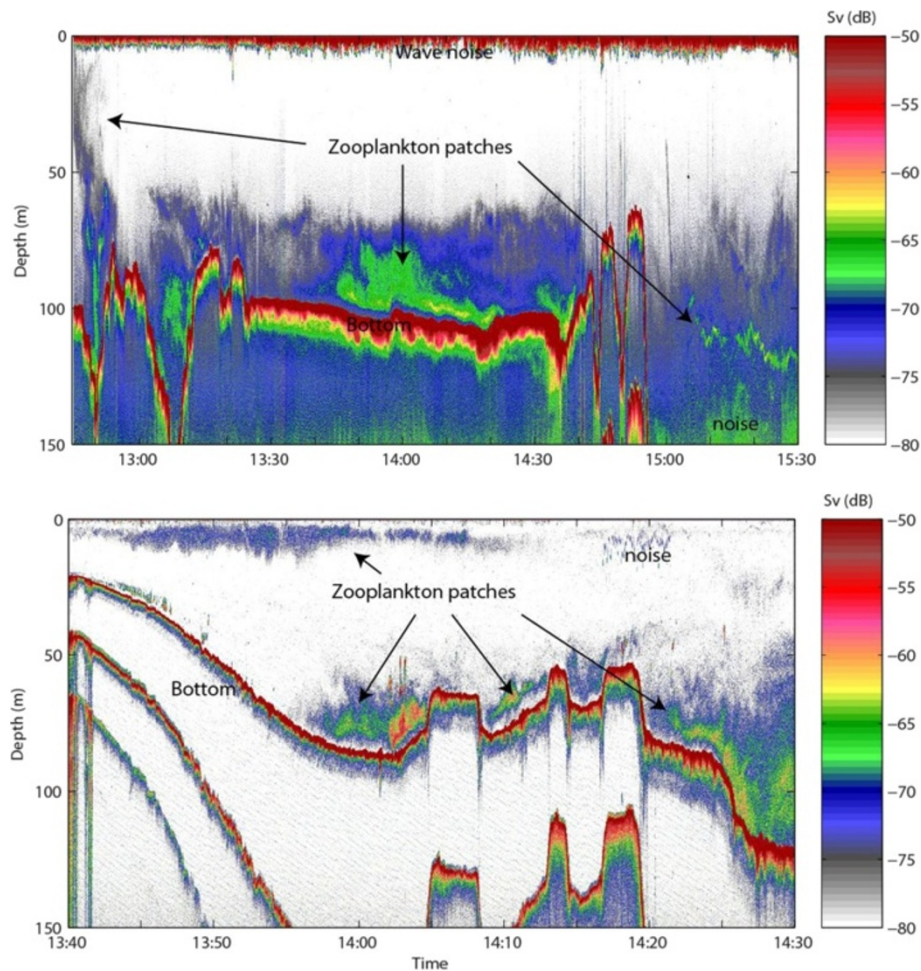 Sv (dB)
0
50
100
150
Depth (m)
Wave noise
Zooplankton patches
Bottom
noise
13:00
13:30
14:00
14:30
15:00
15:30
−50
−55
−60
−65
−70
−75
−80
Sv (dB)
0
50
100
150
Depth (m)
noise
Zooplankton patches
Bottom
13:40
13:50
14:00
14:10
14:20
14:30
Time
−50
−55
−60
−65
−70
−75
−80